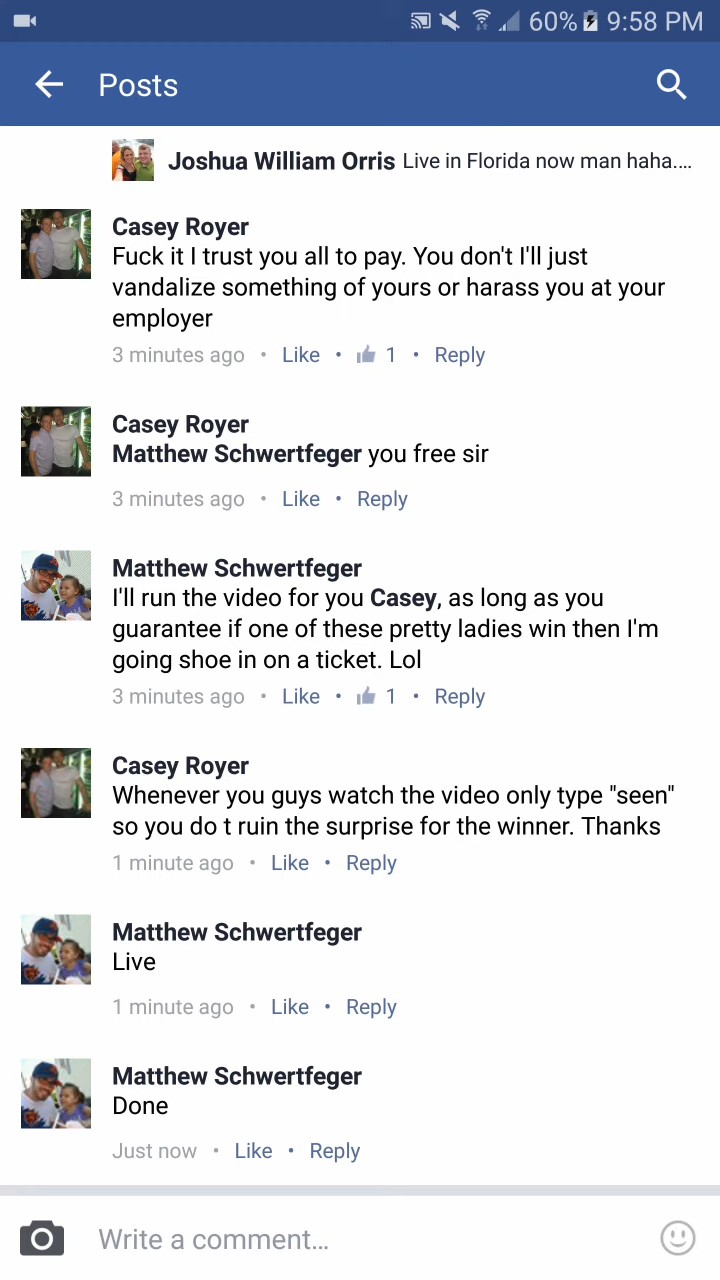 60% 9:58 PM
Posts
Joshua William Orris Live in Florida now man haha....
Casey Royer
Fuck it I trust you all to pay. You don't I'll just
vandalize something of yours or harass you at your
employer
3 minutes ago • Like • 1 • Reply
Casey Royer
Matthew Schwertfeger you free sir
3 minutes ago • Like • Reply
Matthew Schwertfeger
I'll run the video for you Casey, as long as you
guarantee if one of these pretty ladies win then I'm
going shoe in on a ticket. Lol
3 minutes ago • Like • 1 • Reply
Casey Royer
Whenever you guys watch the video only type "seen"
so you do t ruin the surprise for the winner. Thanks
1 minute ago • Like • Reply
Matthew Schwertfeger
Live
1 minute ago • Like • Reply
Matthew Schwertfeger
Done
Just now • Like • Reply
Write a comment...